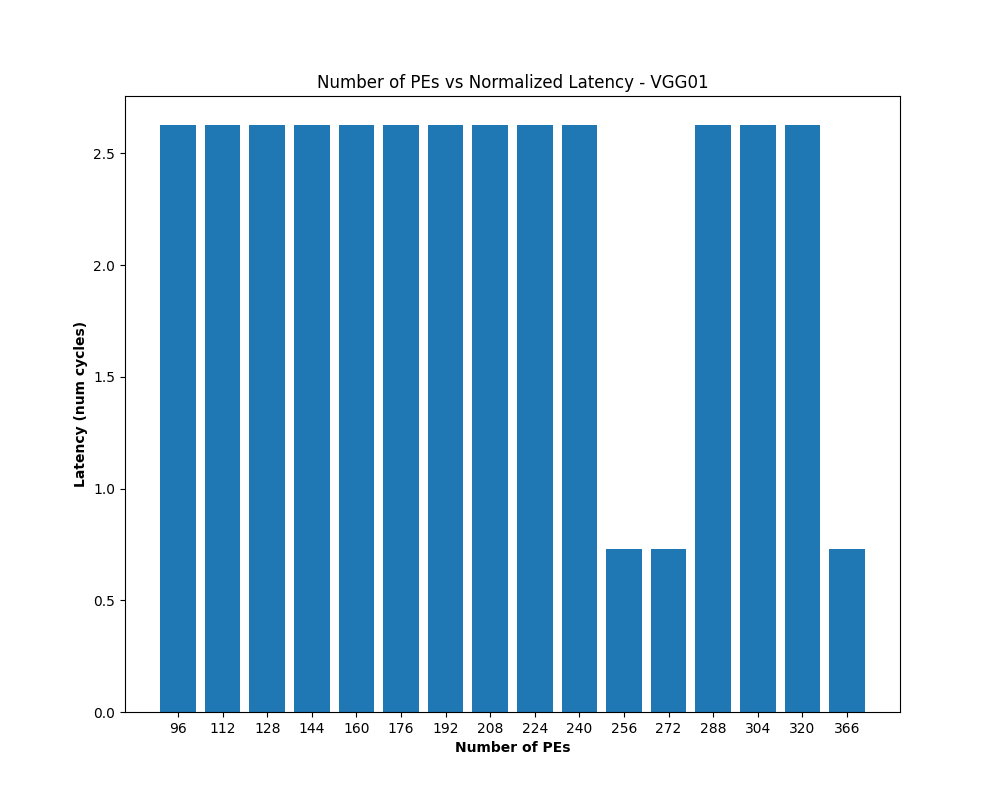 Number of PEs vs Normalized Latency - VGG01
Latency (num cycles)
2.5
2.0
1.5
1.0
0.5
0.0
96 112 128 144 160 176 192 208 224 240 256 272 288 304 320 366
Number of PEs